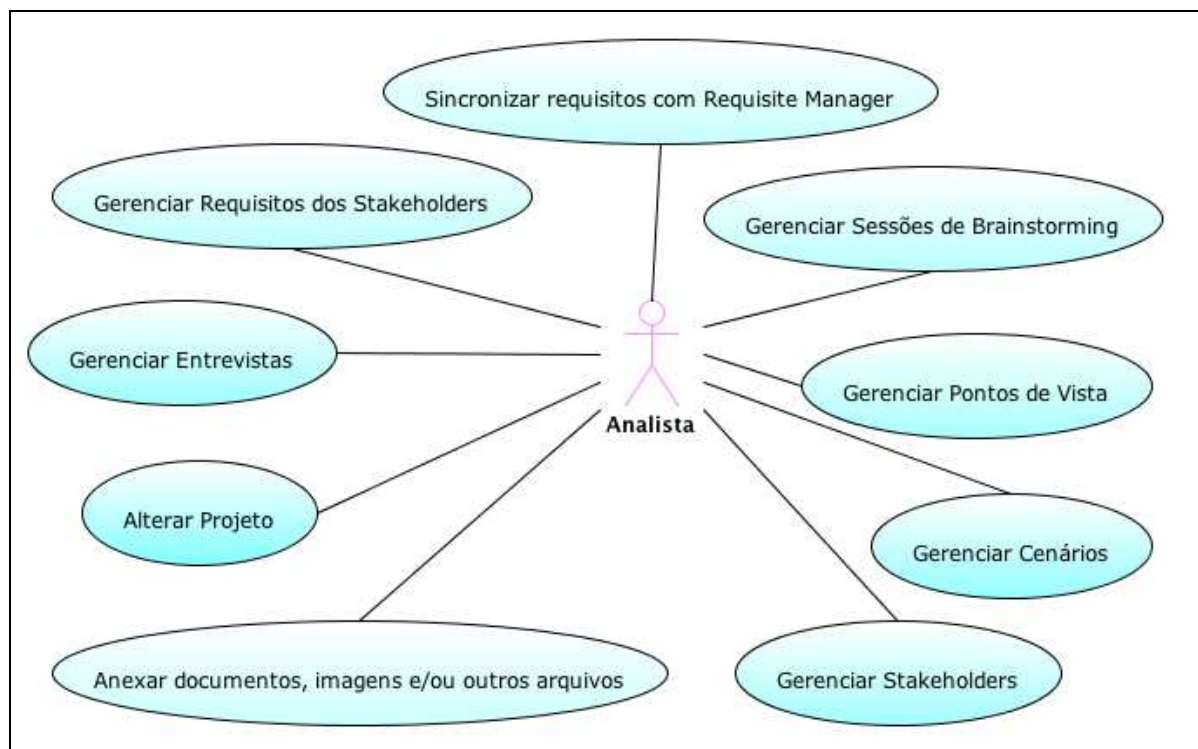 Sincronizar requisitos com Requisite Manager
Gerenciar Requisitos dos Stakeholders
Gerenciar Sessões de Brainstorming
Gerenciar Entrevistas
Gerenciar Pontos de Vista
Analista
Alterar Projeto
Gerenciar Cenários
Anexar documentos, imagens e/ou outros arquivos
Gerenciar Stakeholders